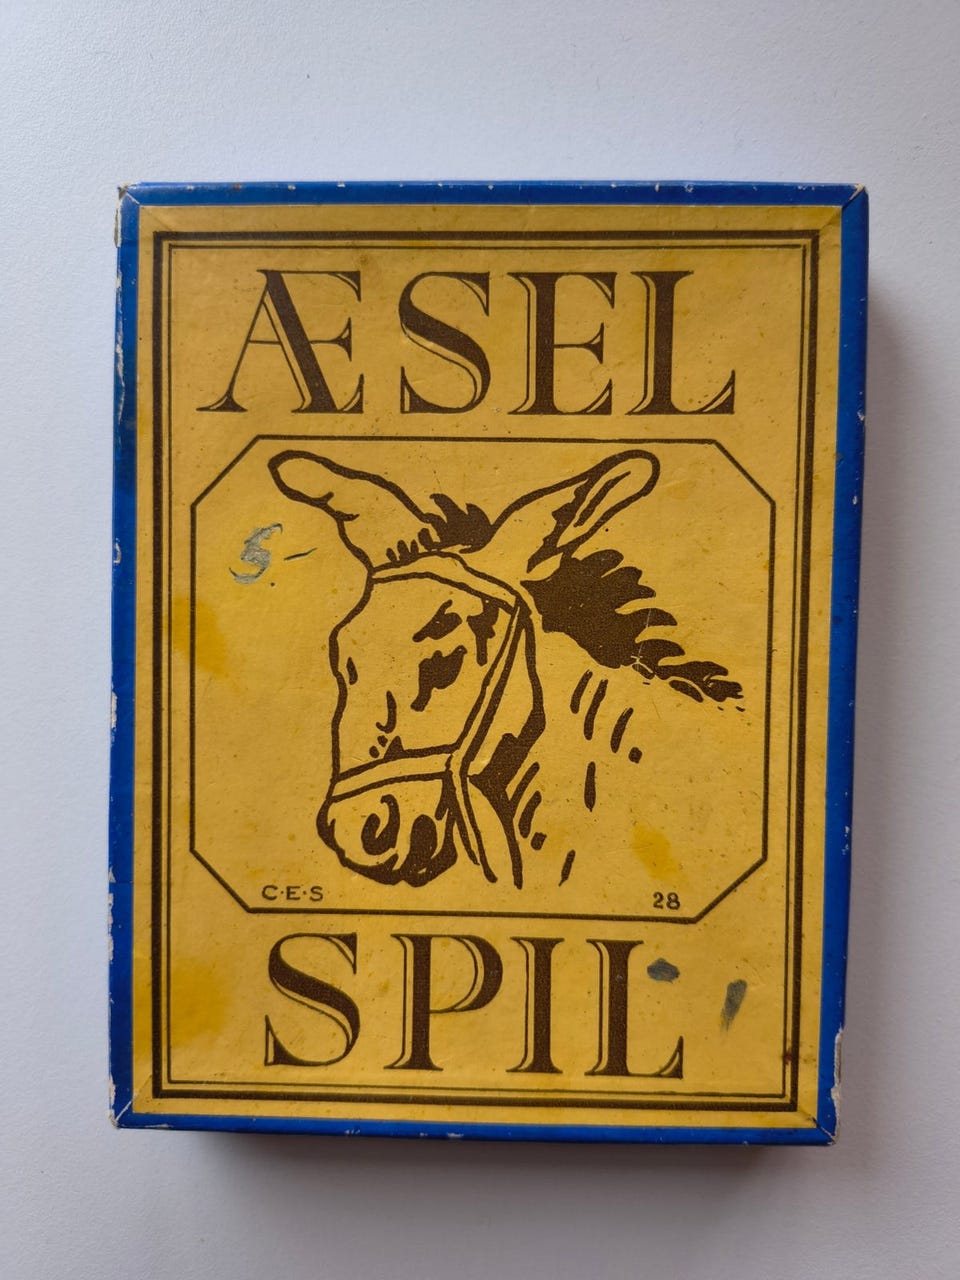 ÆSEL
5.-
C·E·S 28
SPIL